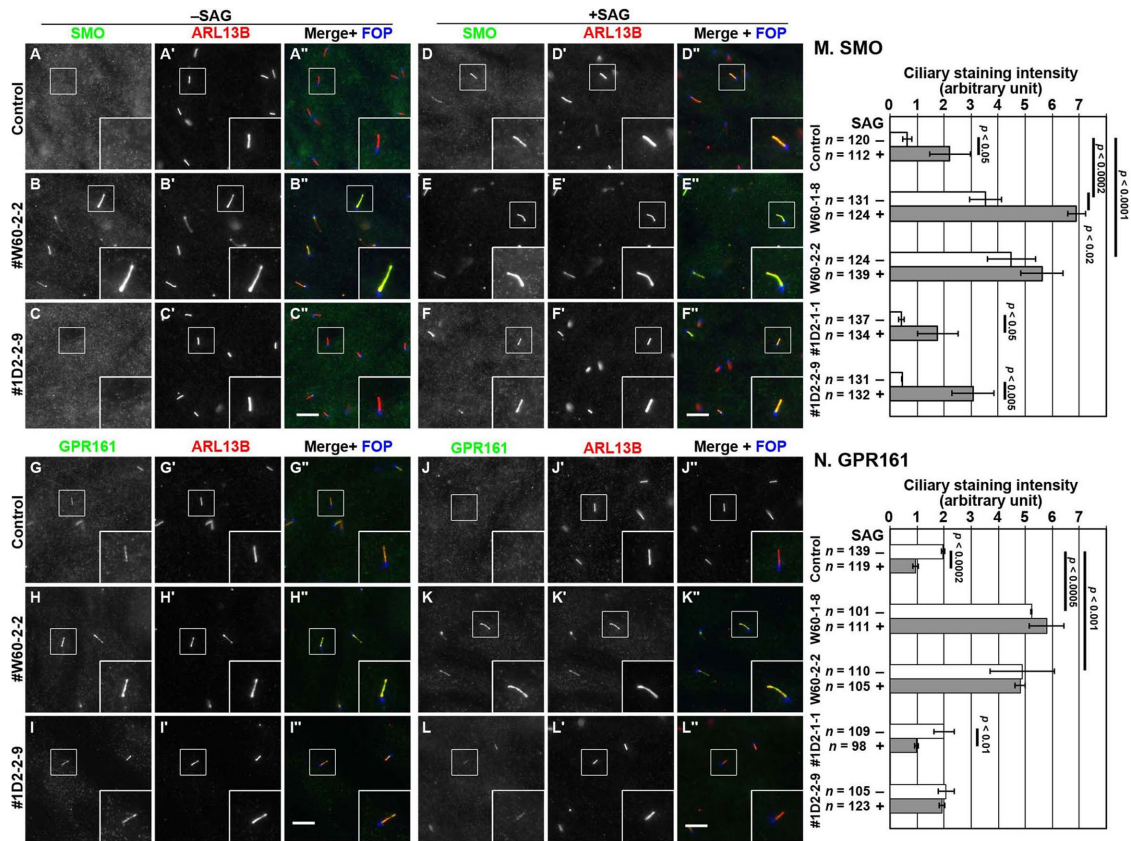 –SAG
+SAG
SMO ARL13B Merge+ FOP SMO ARL13B Merge + FOP
Control
A A' A" D D' D"
#W60-2-2
B B' B" E E' E"
#1D2-2-9
C C' C" F F' F"
GPR161 ARL13B Merge+ FOP GPR161 ARL13B Merge + FOP
Control
G G' G" J J' J"
#W60-2-2
H H' H" K K' K"
#1D2-2-9
I I' I" L L' L"
M. SMO
Ciliary staining intensity
(arbitrary unit)
0 1 2 3 4 5 6 7
SAG
Control
n = 120 –
n = 112 +
p < 0.05
W60-1-8
n = 131 –
n = 124 +
p < 0.0002
p < 0.0001
p < 0.02
W60-2-2
n = 124 –
n = 139 +
#1D2-1-1
n = 137 –
n = 134 +
p < 0.05
#1D2-2-9
n = 131 –
n = 132 +
p < 0.005
N. GPR161
Ciliary staining intensity
(arbitrary unit)
0 1 2 3 4 5 6 7
SAG
Control
n = 139 –
n = 119 +
p < 0.0002
p < 0.0005
p < 0.001
W60-1-8
n = 101 –
n = 111 +
W60-2-2
n = 110 –
n = 105 +
#1D2-1-1
n = 109 –
n = 98 +
p < 0.01
#1D2-2-9
n = 105 –
n = 123 +